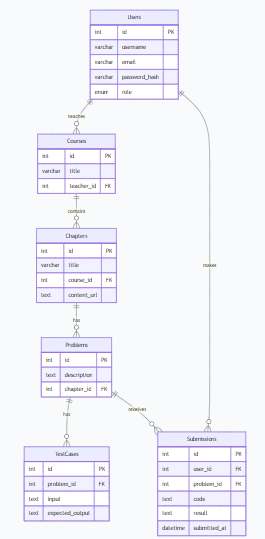 Users
int id PK
varchar username
varchar email
varchar password_hash
enum role
teaches
Courses
int id PK
varchar title
int teacher_id FK
contains
Chapters
int id PK
varchar title
int course_id FK
text content_url
makes
has
Problems
int id PK
text description
int chapter_id FK
has
receives
TestCases
int id PK
int problem_id FK
text input
text expected_output
Submissions
int id PK
int user_id FK
int problem_id FK
text code
text result
datetime submitted_at